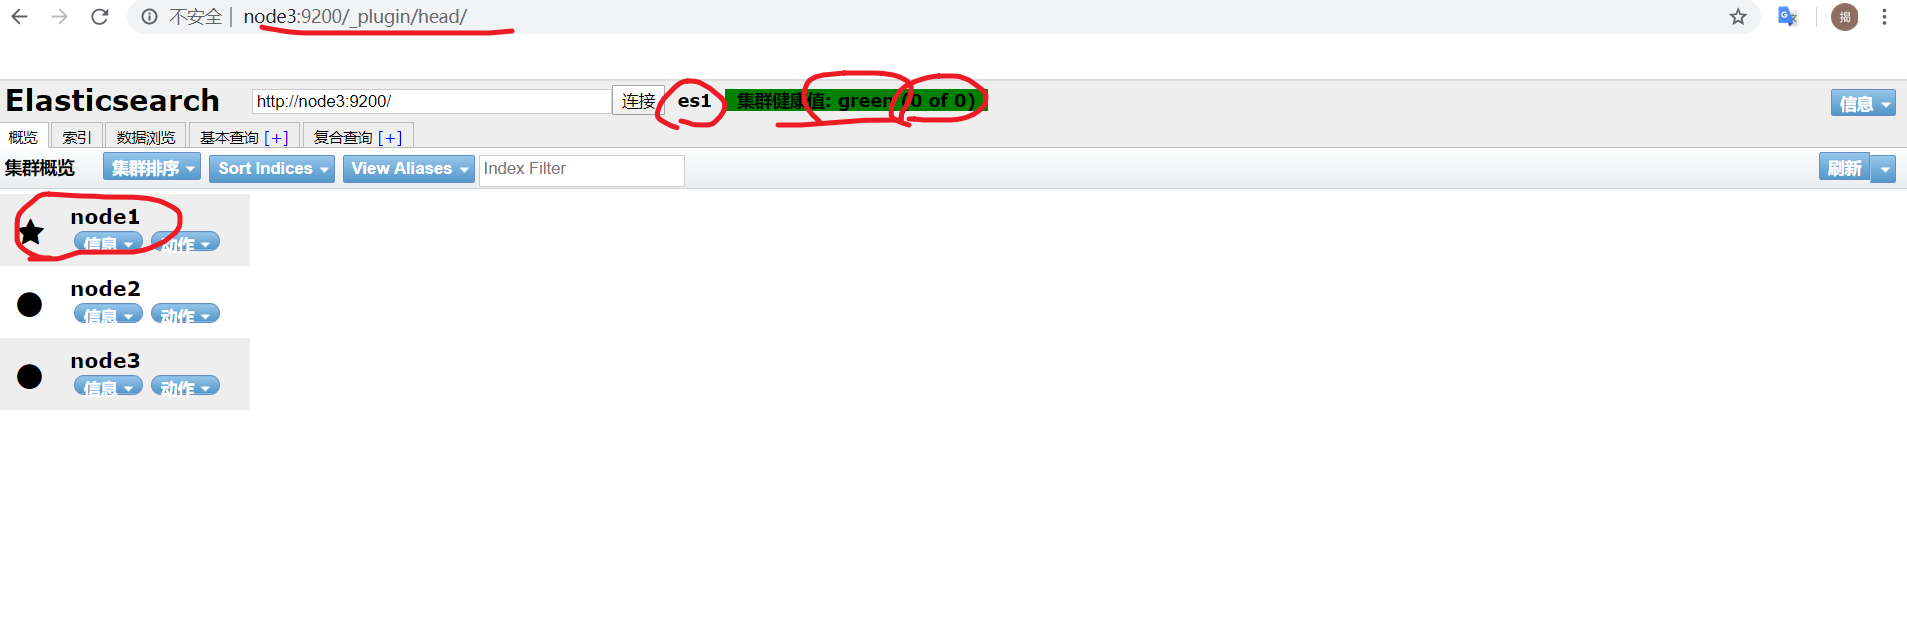 不安全 | node3:9200/_plugin/head/
揭
Elasticsearch http://node3:9200/ 连接 es1 集群健康值: green (0 of 0) 信息
概览 索引 数据浏览 基本查询 [+] 复合查询 [+]
集群概览 集群排序 Sort Indices View Aliases Index Filter 刷新
node1
信息 动作
node2
信息 动作
node3
信息 动作